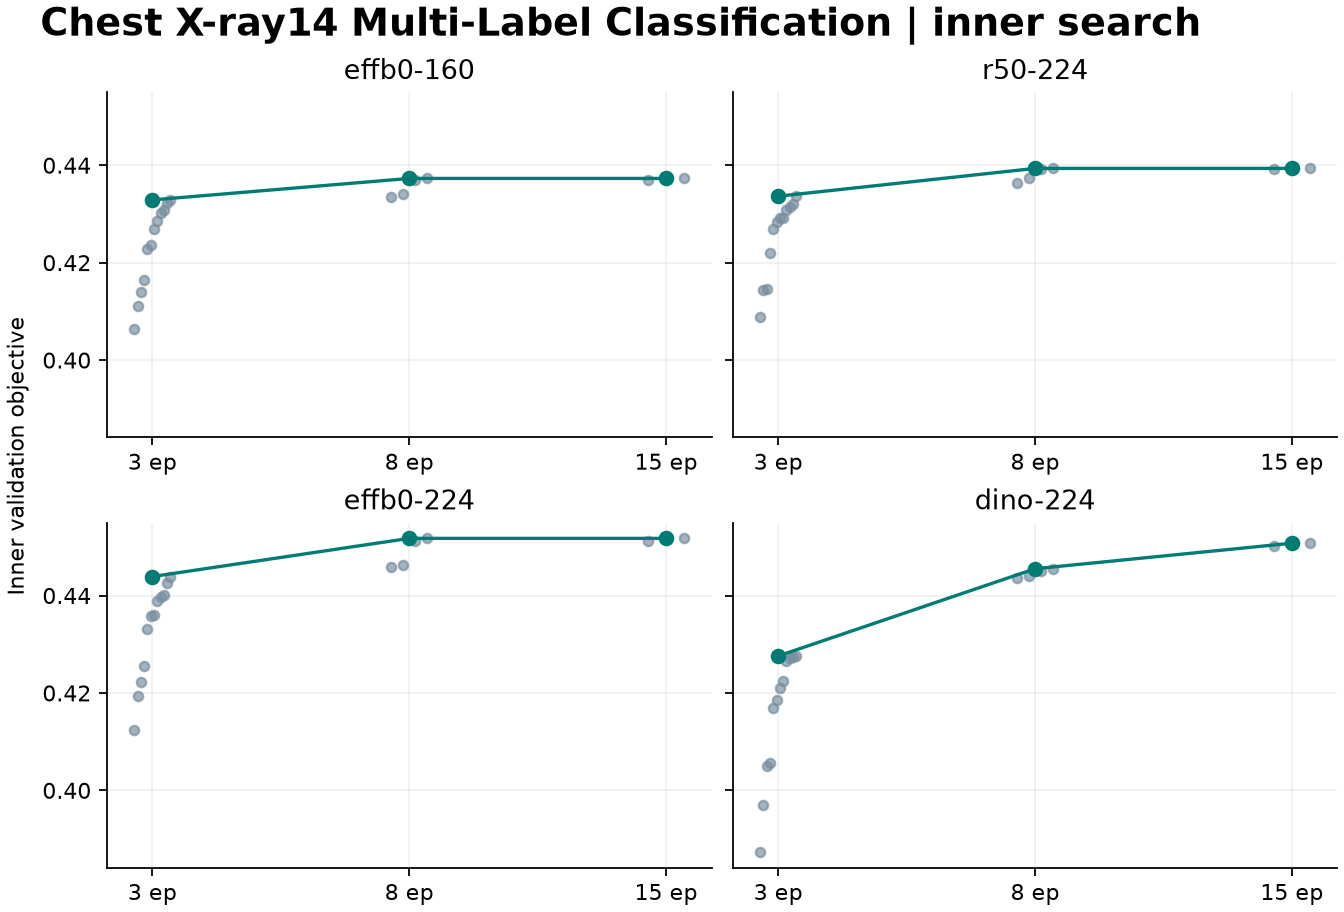 Chest X-ray14 Multi-Label Classification | inner search
effb0-160
r50-224
Inner validation objective
0.44
0.42
0.40
3 ep
8 ep
15 ep
3 ep
8 ep
15 ep
effb0-224
dino-224
0.44
0.42
0.40
3 ep
8 ep
15 ep
3 ep
8 ep
15 ep